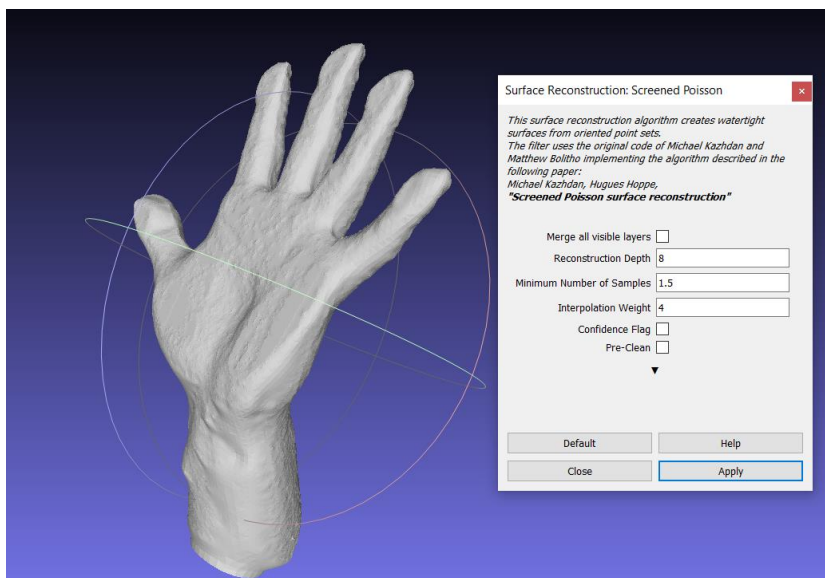 Surface Reconstruction: Screened Poisson
This surface reconstruction algorithm creates watertight
surfaces from oriented point sets.
The filter uses the original code of Michael Kazhdan and
Matthew Bolitho implementing the algorithm described in the
following paper:
Michael Kazhdan, Hugues Hoppe,
"Screened Poisson surface reconstruction"
Merge all visible layers
Reconstruction Depth 8
Minimum Number of Samples 1.5
Interpolation Weight 4
Confidence Flag
Pre-Clean
Default Help
Close Apply